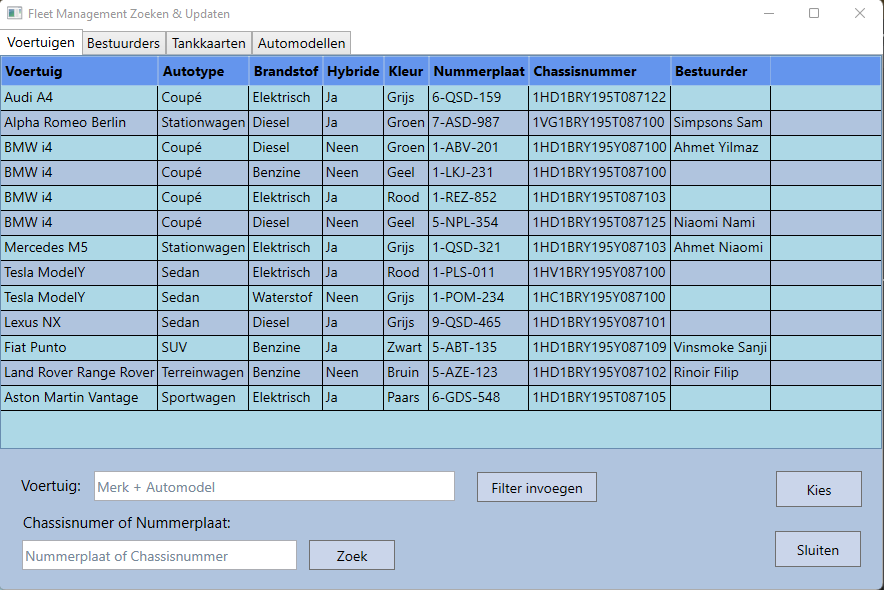 Fleet Management Zoeken & Updaten
Voertuigen Bestuurders Tankkaarten Automodellen
Voertuig Autotype Brandstof Hybride Kleur Nummerplaat Chassisnummer Bestuurder
Audi A4 Coupé Elektrisch Ja Grijs 6-QSD-159 1HD1BRY195T087122
Alpha Romeo Berlin Stationwagen Diesel Ja Groen 7-ASD-987 1VG1BRY195T087100 Simpsons Sam
BMW i4 Coupé Diesel Neen Groen 1-ABV-201 1HD1BRY195Y087100 Ahmet Yilmaz
BMW i4 Coupé Benzine Neen Geel 1-LKJ-231 1HD1BRY195T087100
BMW i4 Coupé Elektrisch Ja Rood 1-REZ-852 1HD1BRY195T087103
BMW i4 Coupé Diesel Neen Geel 5-NPL-354 1HD1BRY195T087125 Niaomi Nami
Mercedes M5 Stationwagen Elektrisch Ja Grijs 1-QSD-321 1HD1BRY195Y087103 Ahmet Niaomi
Tesla ModelY Sedan Elektrisch Ja Rood 1-PLS-011 1HV1BRY195Y087100
Tesla ModelY Sedan Waterstof Neen Grijs 1-POM-234 1HC1BRY195Y087100
Lexus NX Sedan Diesel Ja Grijs 9-QSD-465 1HD1BRY195Y087101
Fiat Punto SUV Benzine Ja Zwart 5-ABT-135 1HD1BRY195Y087109 Vinsmoke Sanji
Land Rover Range Rover Terreinwagen Benzine Neen Bruin 5-AZE-123 1HD1BRY195Y087102 Rinoir Filip
Aston Martin Vantage Sportwagen Elektrisch Ja Paars 6-GDS-548 1HD1BRY195T087105
Voertuig: Merk + Automodel Filter invoegen Kies
Chassisnumer of Nummerplaat:
Nummerplaat of Chassisnummer Zoek Sluiten